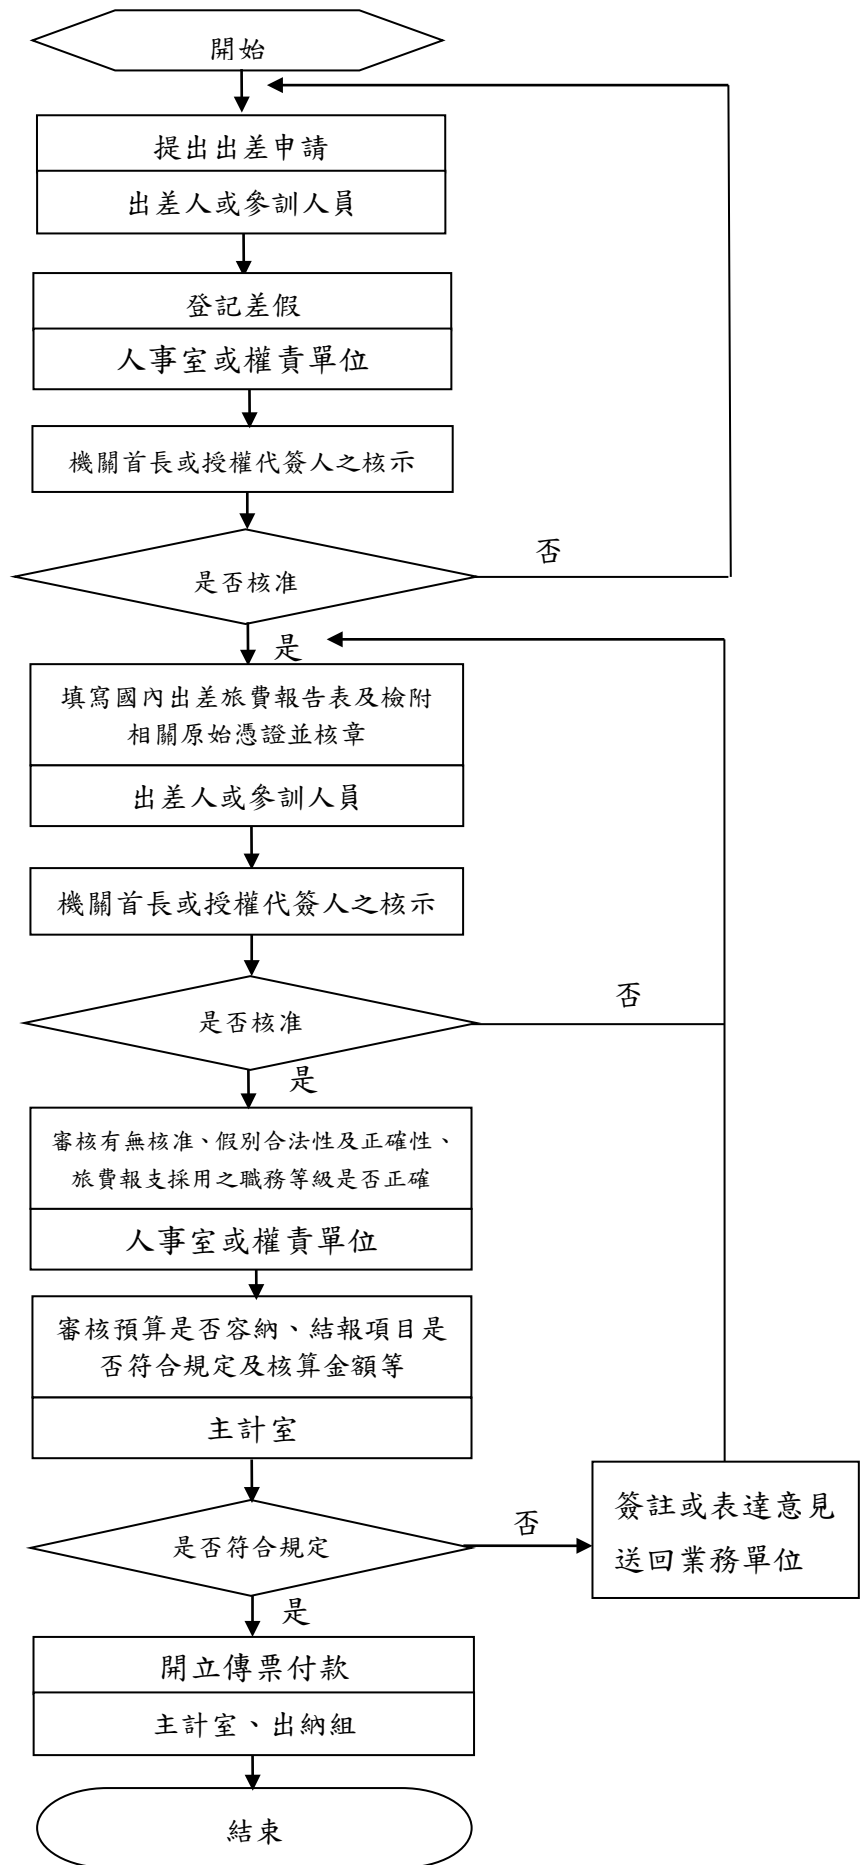 開始
提出出差申請
出差人或參訓人員
登記差假
人事室或權責單位
機關首長或授權代簽人之核示
是否核准
否
是
填寫國內出差旅費報告表及檢附
相關原始憑證並核章
出差人或參訓人員
機關首長或授權代簽人之核示
是否核准
否
是
審核有無核准、假別合法性及正確性、
旅費報支採用之職務等級是否正確
人事室或權責單位
審核預算是否容納、結報項目是
否符合規定及核算金額等
主計室
是否符合規定
否
簽註或表達意見
送回業務單位
是
開立傳票付款
主計室、出納組
結束